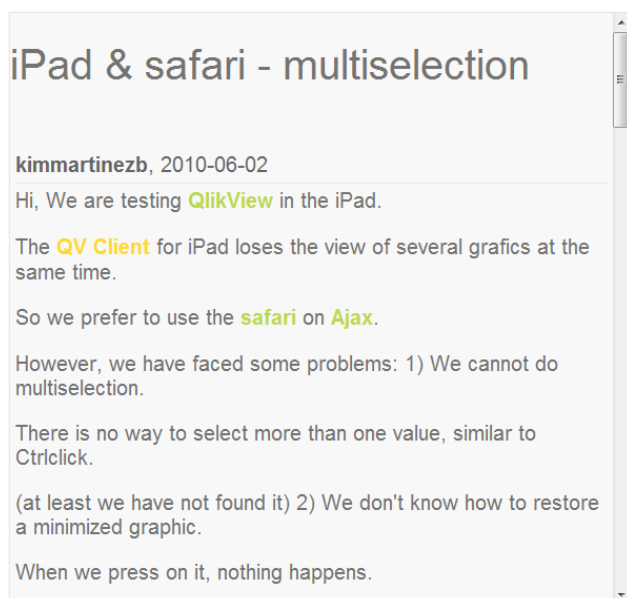 iPad & safari - multiselection
kimmartinezb, 2010-06-02
Hi, We are testing QlikView in the iPad.
The QV Client for iPad loses the view of several grafics at the
same time.
So we prefer to use the safari on Ajax.
However, we have faced some problems: 1) We cannot do
multiselection.
There is no way to select more than one value, similar to
Ctrlclick.
(at least we have not found it) 2) We don't know how to restore
a minimized graphic.
When we press on it, nothing happens.